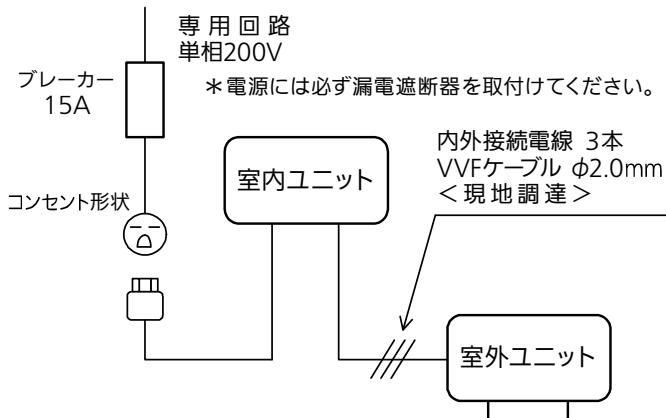 専用回路
単相200V
＊電源には必ず漏電遮断器を取付けてください。
ブレーカー
15A
内外接続電線 3本
VVFケーブル φ2.0mm
＜現地調達＞
室内ユニット
コンセント形状
室外ユニット